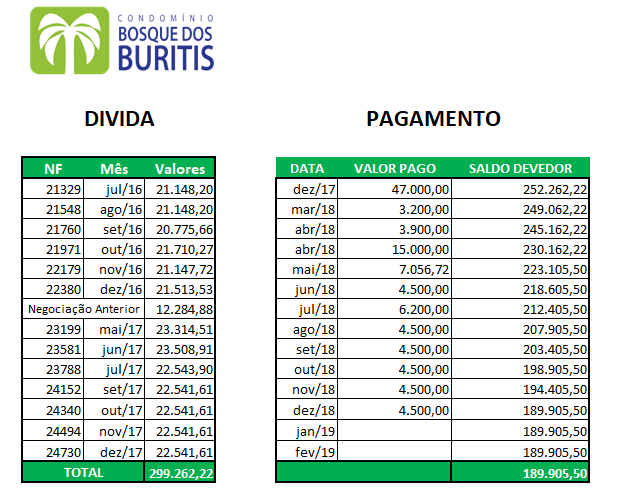 CONDOMÍNIO
BOSQUE DOS
BURITIS
DIVIDA
NF Mês Valores
21329 jul/16 21.148,20
21548 ago/16 21.148,20
21760 set/16 20.775,66
21971 out/16 21.710,27
22179 nov/16 21.147,72
22380 dez/16 21.513,53
Negociação Anterior 12.284,88
23199 mai/17 23.314,51
23581 jun/17 23.508,91
23788 jul/17 22.543,90
24152 set/17 22.541,61
24340 out/17 22.541,61
24494 nov/17 22.541,61
24730 dez/17 22.541,61
TOTAL 299.262,22
PAGAMENTO
DATA VALOR PAGO SALDO DEVEDOR
dez/17 47.000,00 252.262,22
mar/18 3.200,00 249.062,22
abr/18 3.900,00 245.162,22
abr/18 15.000,00 230.162,22
mai/18 7.056,72 223.105,50
jun/18 4.500,00 218.605,50
jul/18 6.200,00 212.405,50
ago/18 4.500,00 207.905,50
set/18 4.500,00 203.405,50
out/18 4.500,00 198.905,50
nov/18 4.500,00 194.405,50
dez/18 4.500,00 189.905,50
jan/19 189.905,50
fev/19 189.905,50
189.905,50